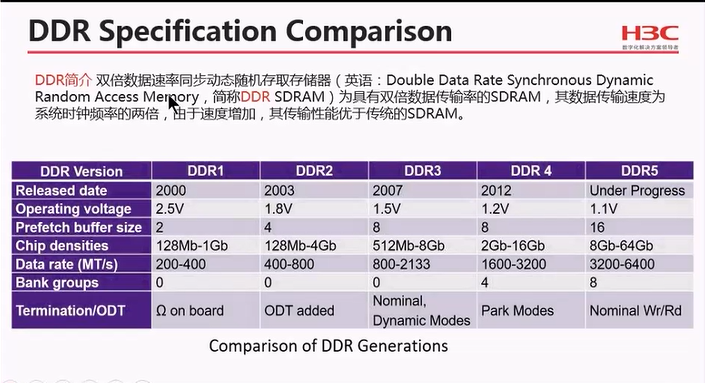 DDR Specification Comparison
H3C
数字化解决方案领导者
DDR简介 双倍数据速率同步动态随机存取存储器（英语：Double Data Rate Synchronous Dynamic
Random Access Memory，简称DDR SDRAM）为具有双倍数据传输率的SDRAM，其数据传输速度为
系统时钟频率的两倍，由于速度增加，其传输性能优于传统的SDRAM。
DDR Version DDR1 DDR2 DDR3 DDR 4 DDR5
Released date 2000 2003 2007 2012 Under Progress
Operating voltage 2.5V 1.8V 1.5V 1.2V 1.1V
Prefetch buffer size 2 4 8 8 16
Chip densities 128Mb-1Gb 128Mb-4Gb 512Mb-8Gb 2Gb-16Gb 8Gb-64Gb
Data rate (MT/s) 200-400 400-800 800-2133 1600-3200 3200-6400
Bank groups 0 0 0 4 8
Termination/ODT Ω on board ODT added Nominal, Dynamic Modes Park Modes Nominal Wr/Rd
Comparison of DDR Generations